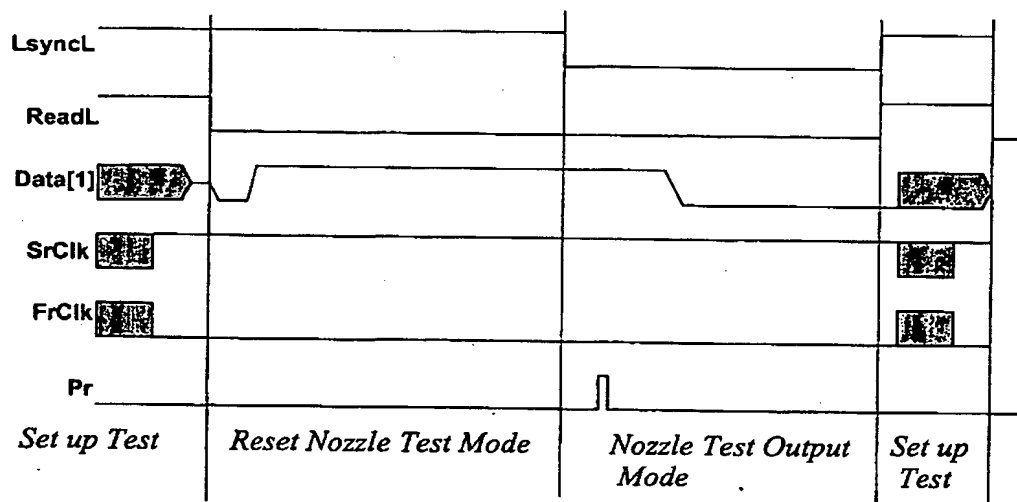 LsyncL
ReadL
Data[1]
SrClk
FrClk
Pr
Set up Test
Reset Nozzle Test Mode
Nozzle Test Output
Mode
Set up
Test